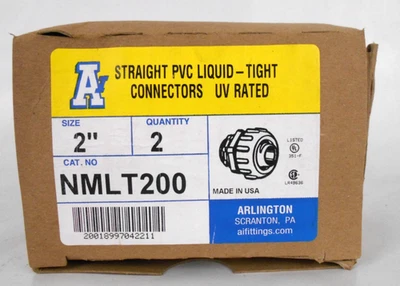 A
STRAIGHT PVC LIQUID-TIGHT
CONNECTORS UV RATED
SIZE
2"
QUANTITY
2
CAT. NO
NMLT200
LISTED
MADE IN USA
LR49636
20018997042211
ARLINGTON
SCRANTON, PA
aifittings.com